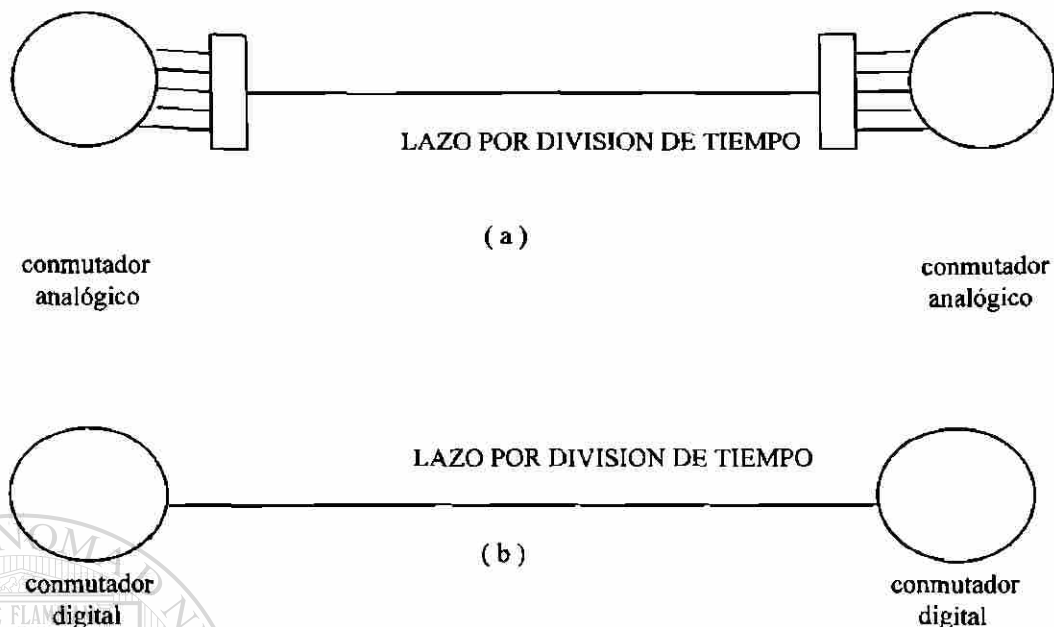 LAZO POR DIVISION DE TIEMPO
( a )
conmutador
analógico
conmutador
analógico
LAZO POR DIVISION DE TIEMPO
( b )
conmutador
digital
conmutador
digital